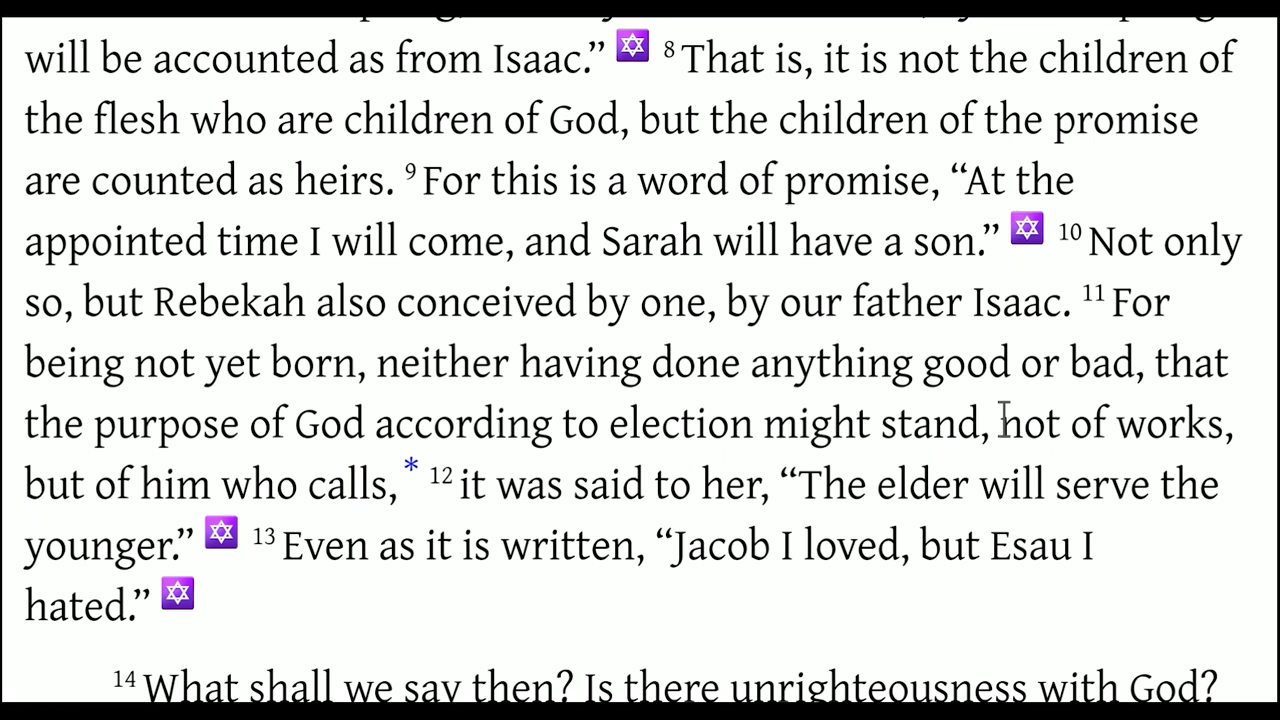 will be accounted as from Isaac.” ✡ 8 That is, it is not the children of
the flesh who are children of God, but the children of the promise
are counted as heirs. 9 For this is a word of promise, “At the
appointed time I will come, and Sarah will have a son.” ✡ 10 Not only
so, but Rebekah also conceived by one, by our father Isaac. 11 For
being not yet born, neither having done anything good or bad, that
the purpose of God according to election might stand, not of works,
but of him who calls,* 12 it was said to her, “The elder will serve the
younger.” ✡ 13 Even as it is written, “Jacob I loved, but Esau I
hated.” ✡
14 What shall we say then? Is there unrighteousness with God?